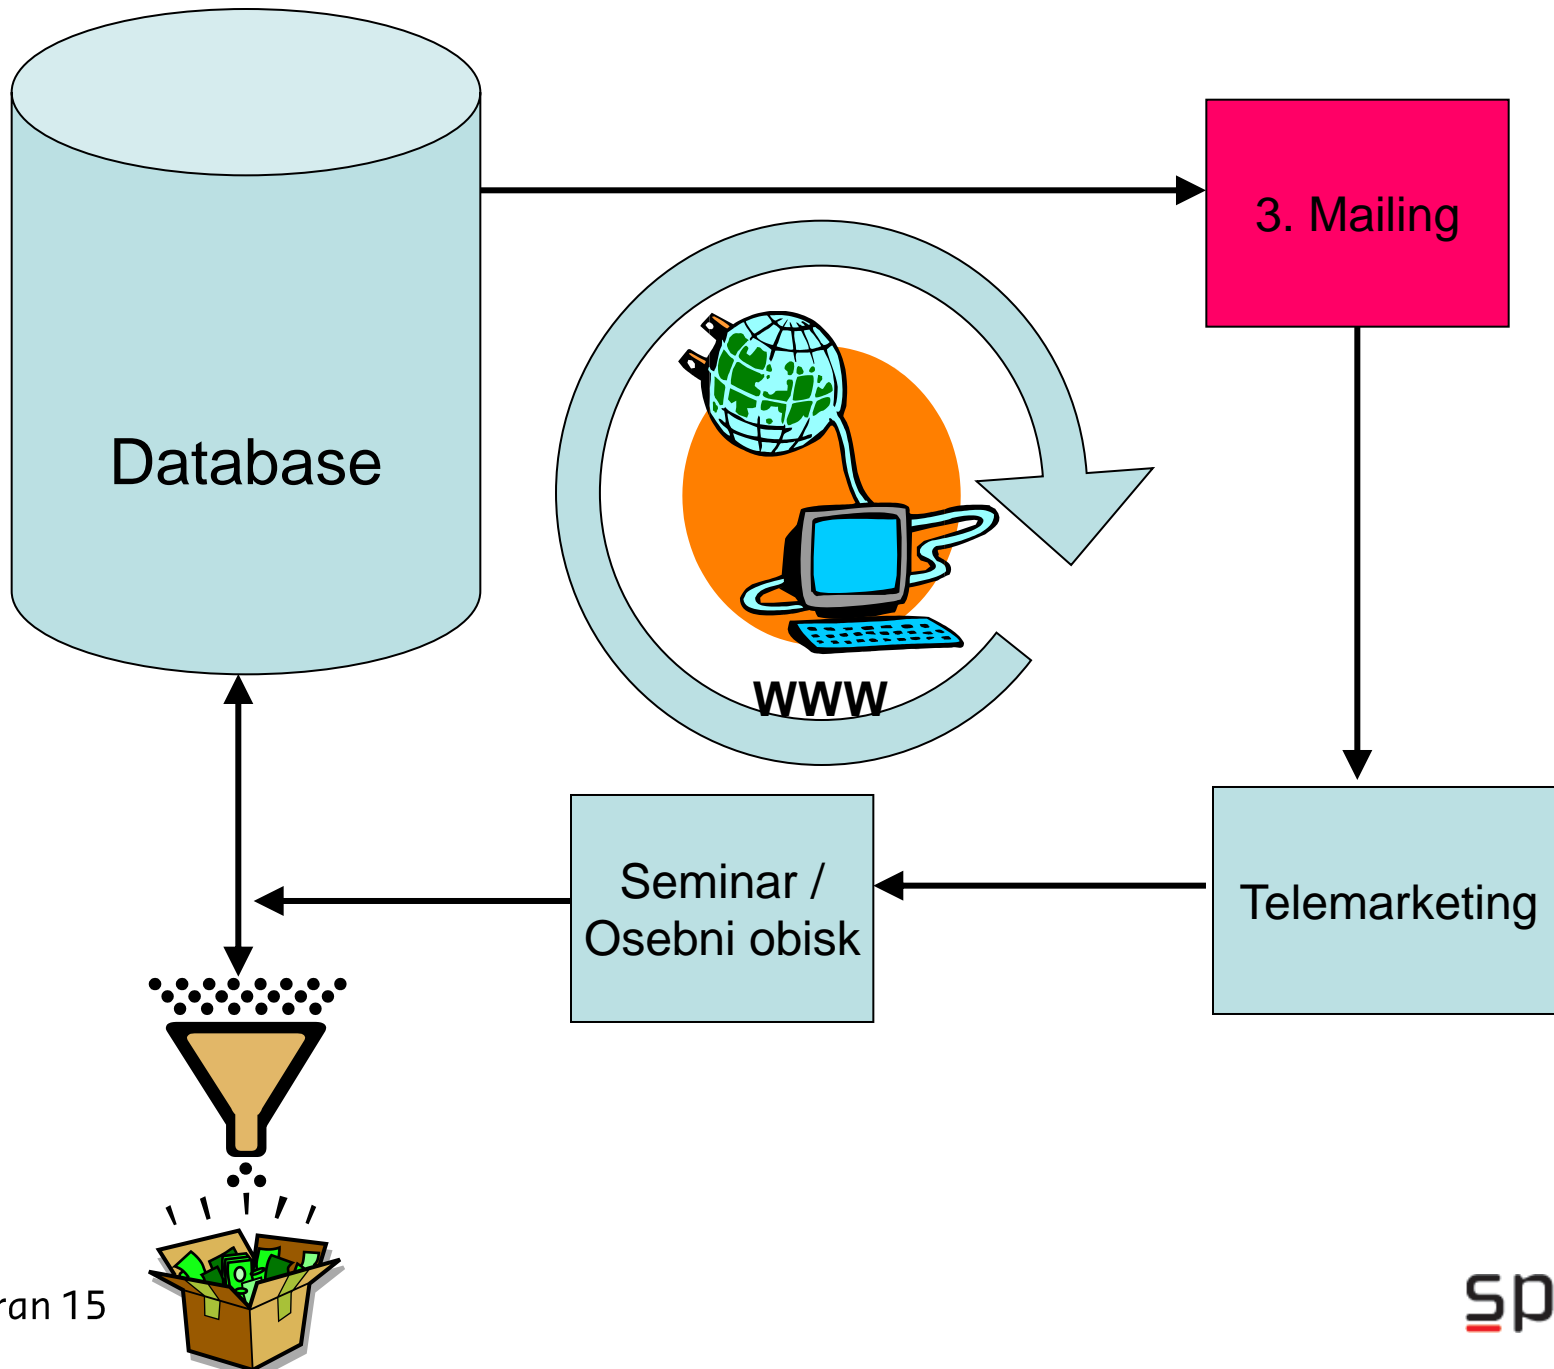 3. Mailing
Database
www
Seminar /
Osebni obisk
Telemarketing
ran 15
sp